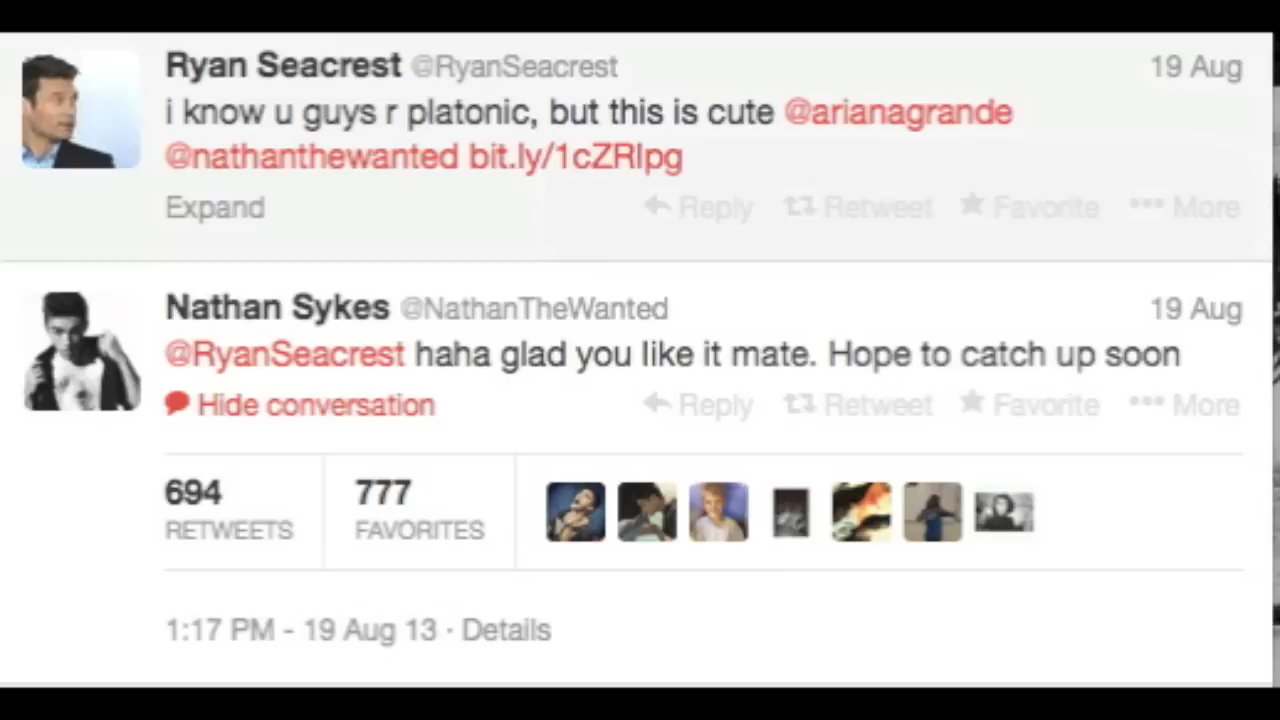 Ryan Seacrest @RyanSeacrest 19 Aug
i know u guys r platonic, but this is cute @arianagrande
@nathanthewanted bit.ly/1cZRlpg
Expand Reply Retweet Favorite More
Nathan Sykes @NathanTheWanted 19 Aug
@RyanSeacrest haha glad you like it mate. Hope to catch up soon
Hide conversation Reply Retweet Favorite More
694 777
RETWEETS FAVORITES
1:17 PM - 19 Aug 13 · Details